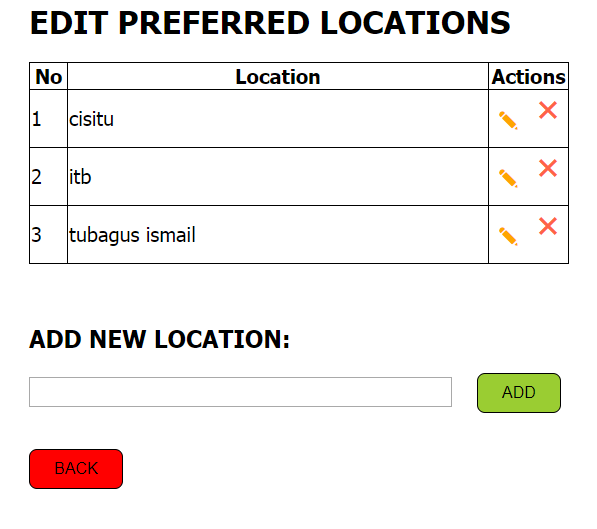 EDIT PREFERRED LOCATIONS
No Location Actions
1 cisitu
2 itb
3 tubagus ismail
ADD NEW LOCATION:
ADD
BACK